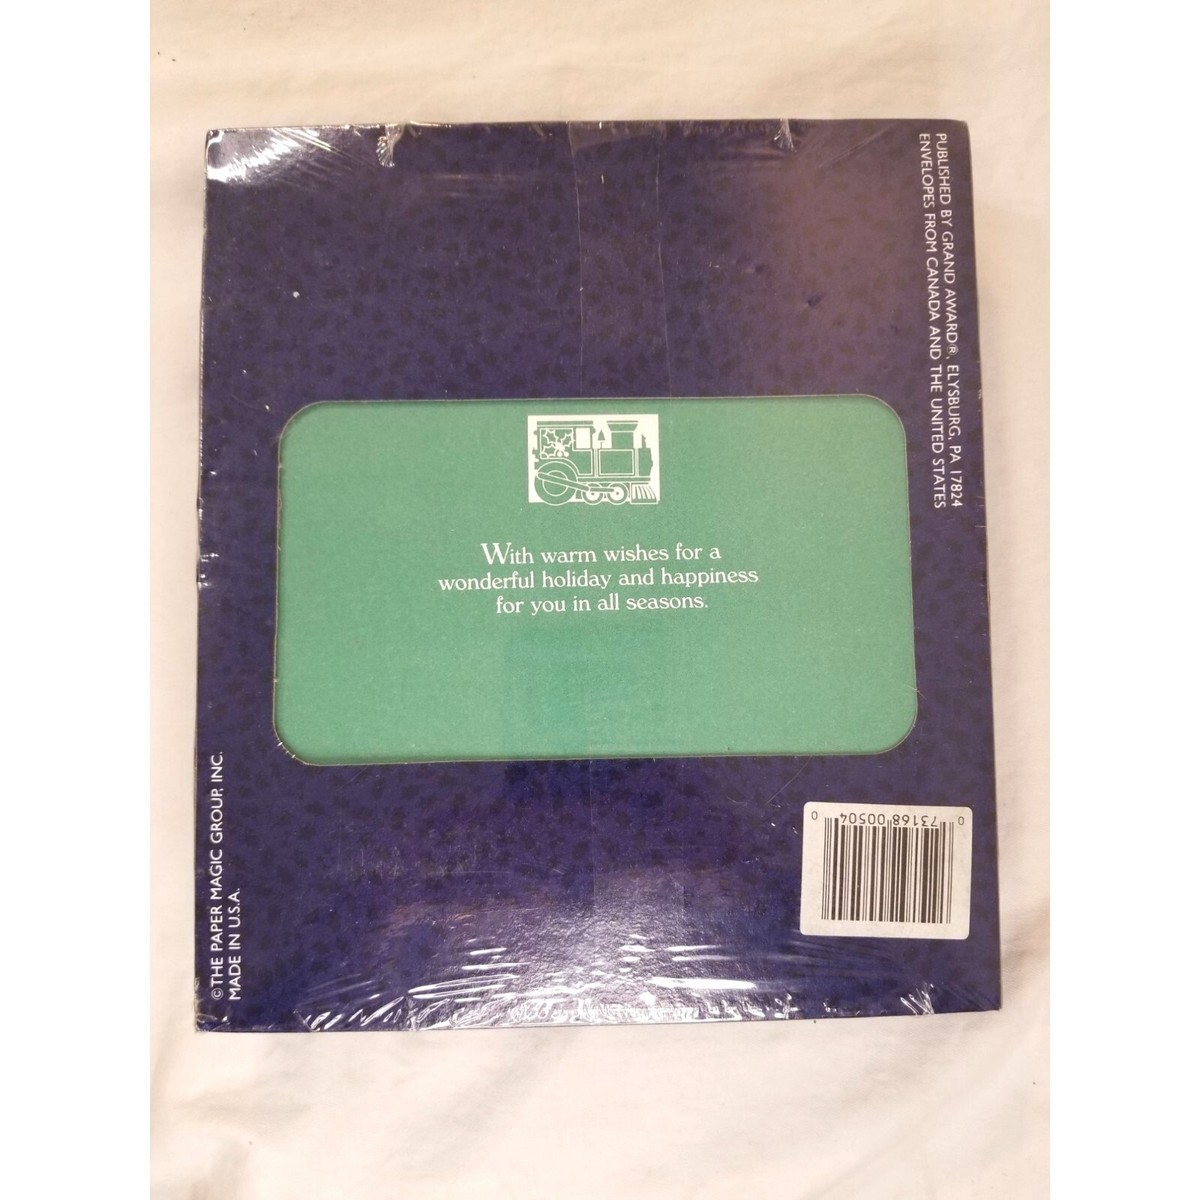 PUBLISHED BY GRAND AWARD®, ELYSBURG, PA 17824
ENVELOPES FROM CANADA AND THE UNITED STATES
With warm wishes for a
wonderful holiday and happiness
for you in all seasons.
©THE PAPER MAGIC GROUP, INC.
MADE IN U.S.A.
0 73168 00504 0